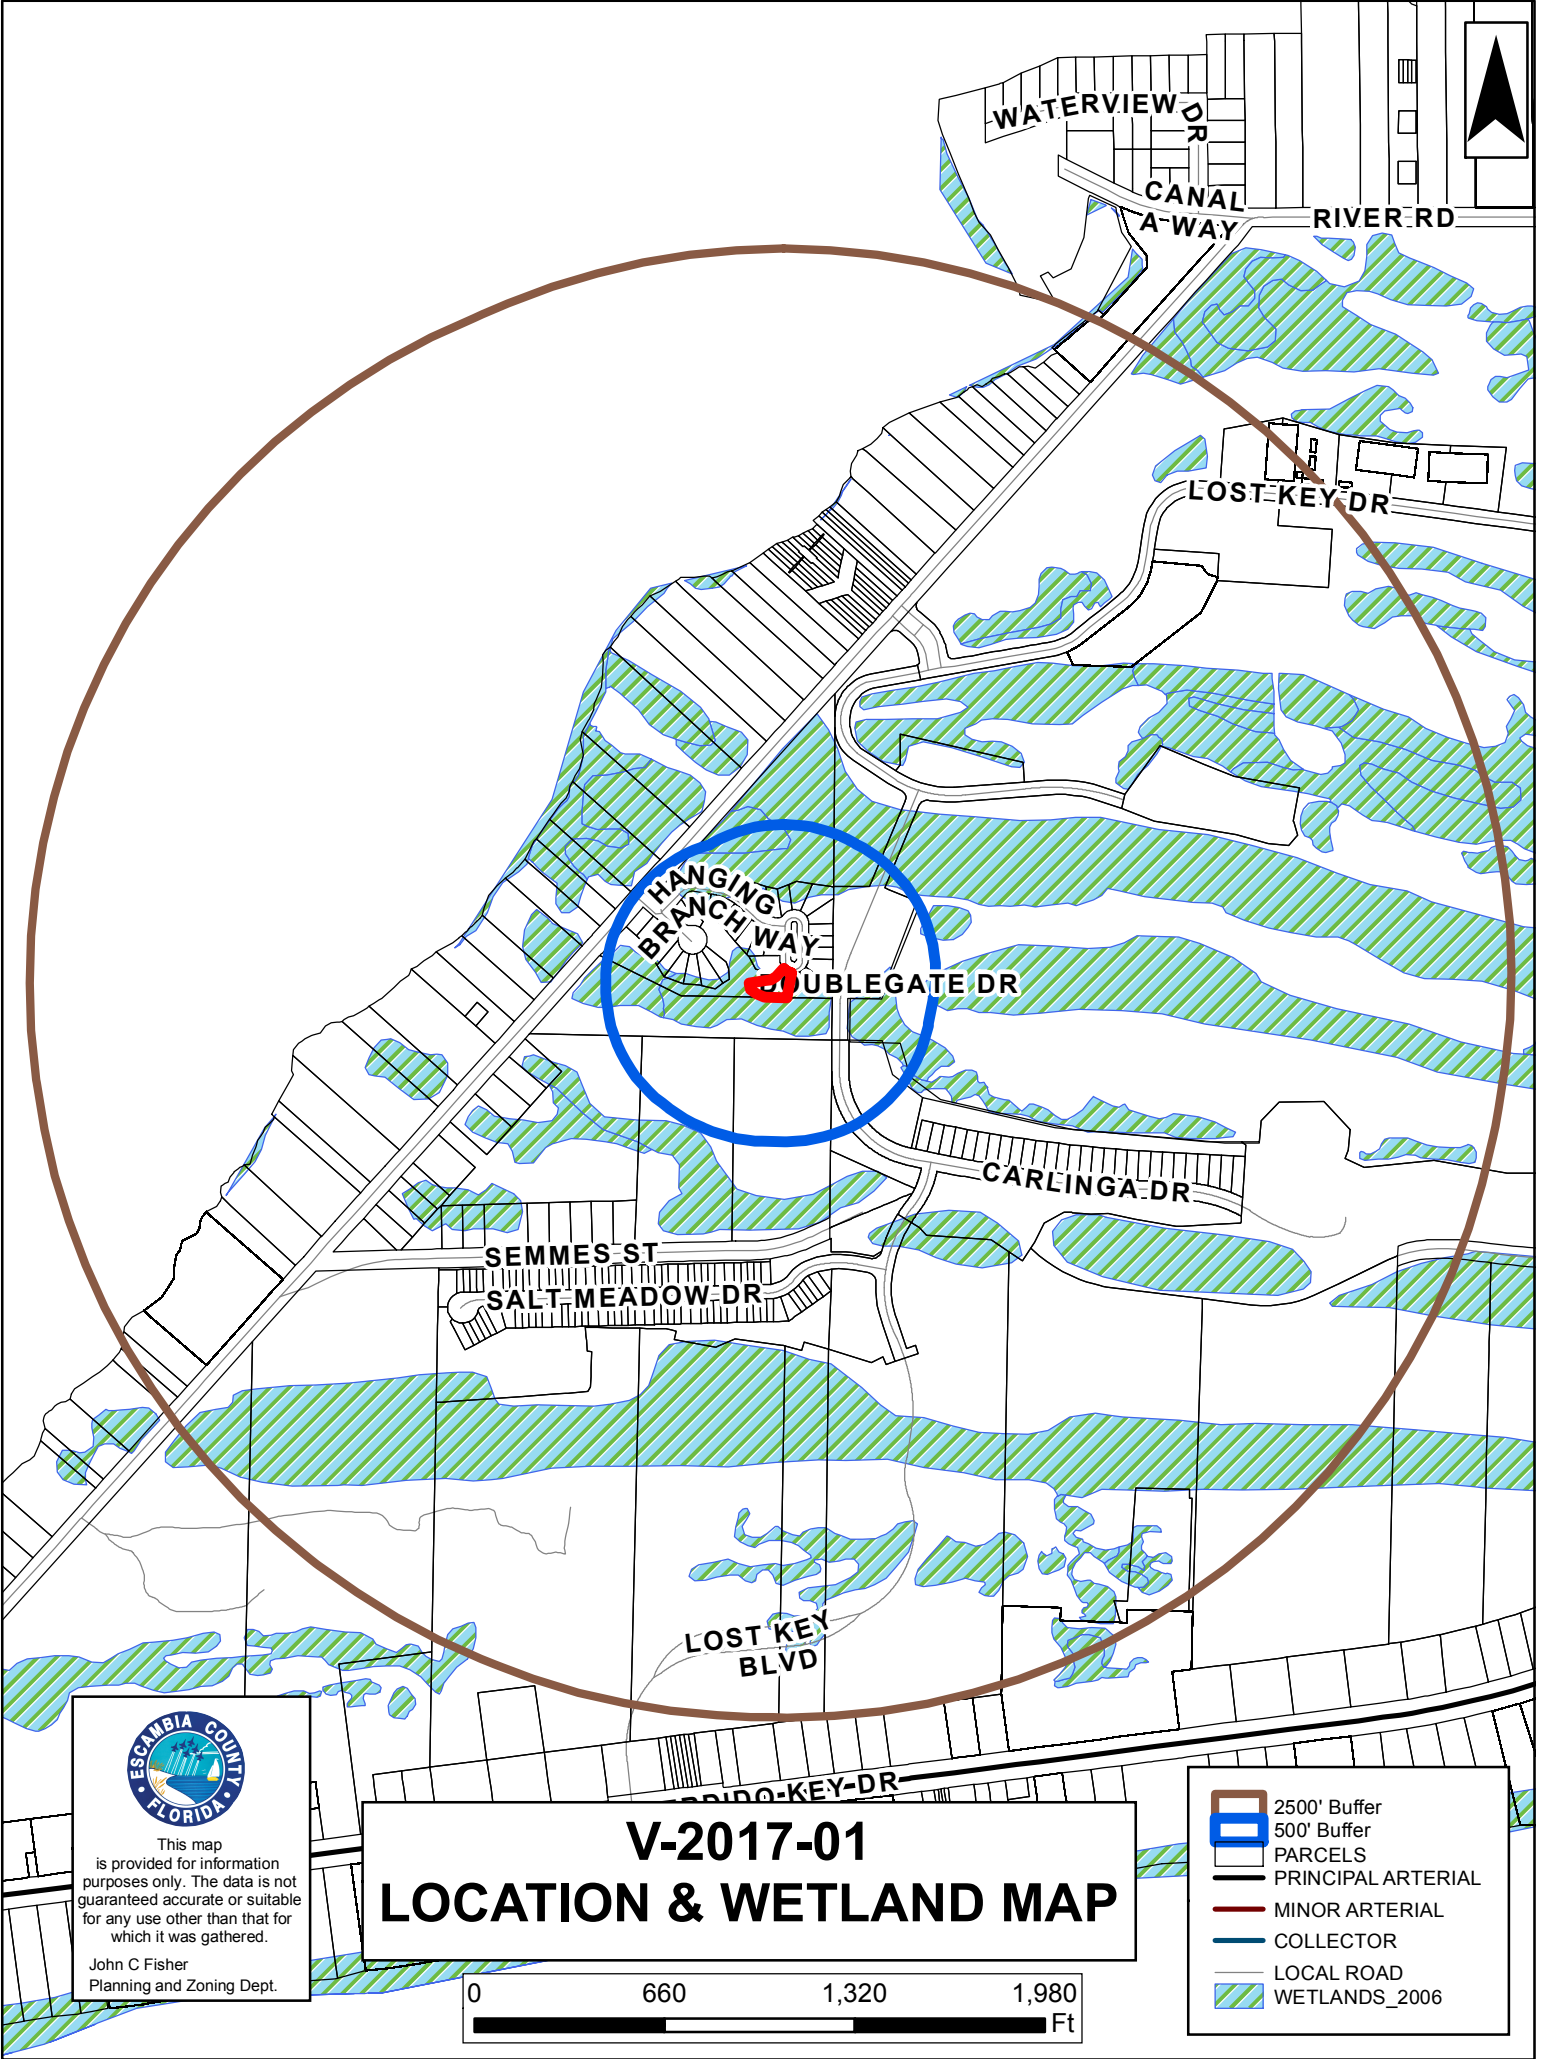 WATERVIEW DR
CANAL
A WAY
RIVER RD
LOST KEY DR
HANGING
BRANCH WAY
DOUBLEGATE DR
CARLINGA DR
SEMMES ST
SALT MEADOW DR
LOST KEY
BLVD
KEY DR
ESCAMBIA COUNTY
FLORIDA
This map
is provided for information
purposes only. The data is not
guaranteed accurate or suitable
for any use other than that for
which it was gathered.
John C Fisher
Planning and Zoning Dept.
V-2017-01
LOCATION & WETLAND MAP
0 660 1,320 1,980
Ft
2500' Buffer
500' Buffer
PARCELS
PRINCIPAL ARTERIAL
MINOR ARTERIAL
COLLECTOR
LOCAL ROAD
WETLANDS_2006